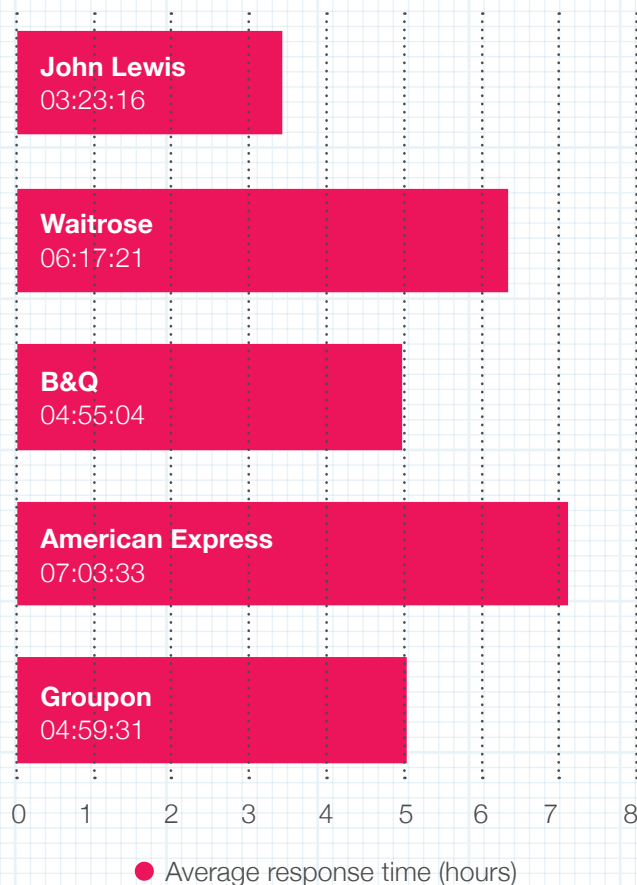 John Lewis
03:23:16
Waitrose
06:17:21
B&Q
04:55:04
American Express
07:03:33
Groupon
04:59:31
0 1 2 3 4 5 6 7 8
Average response time (hours)